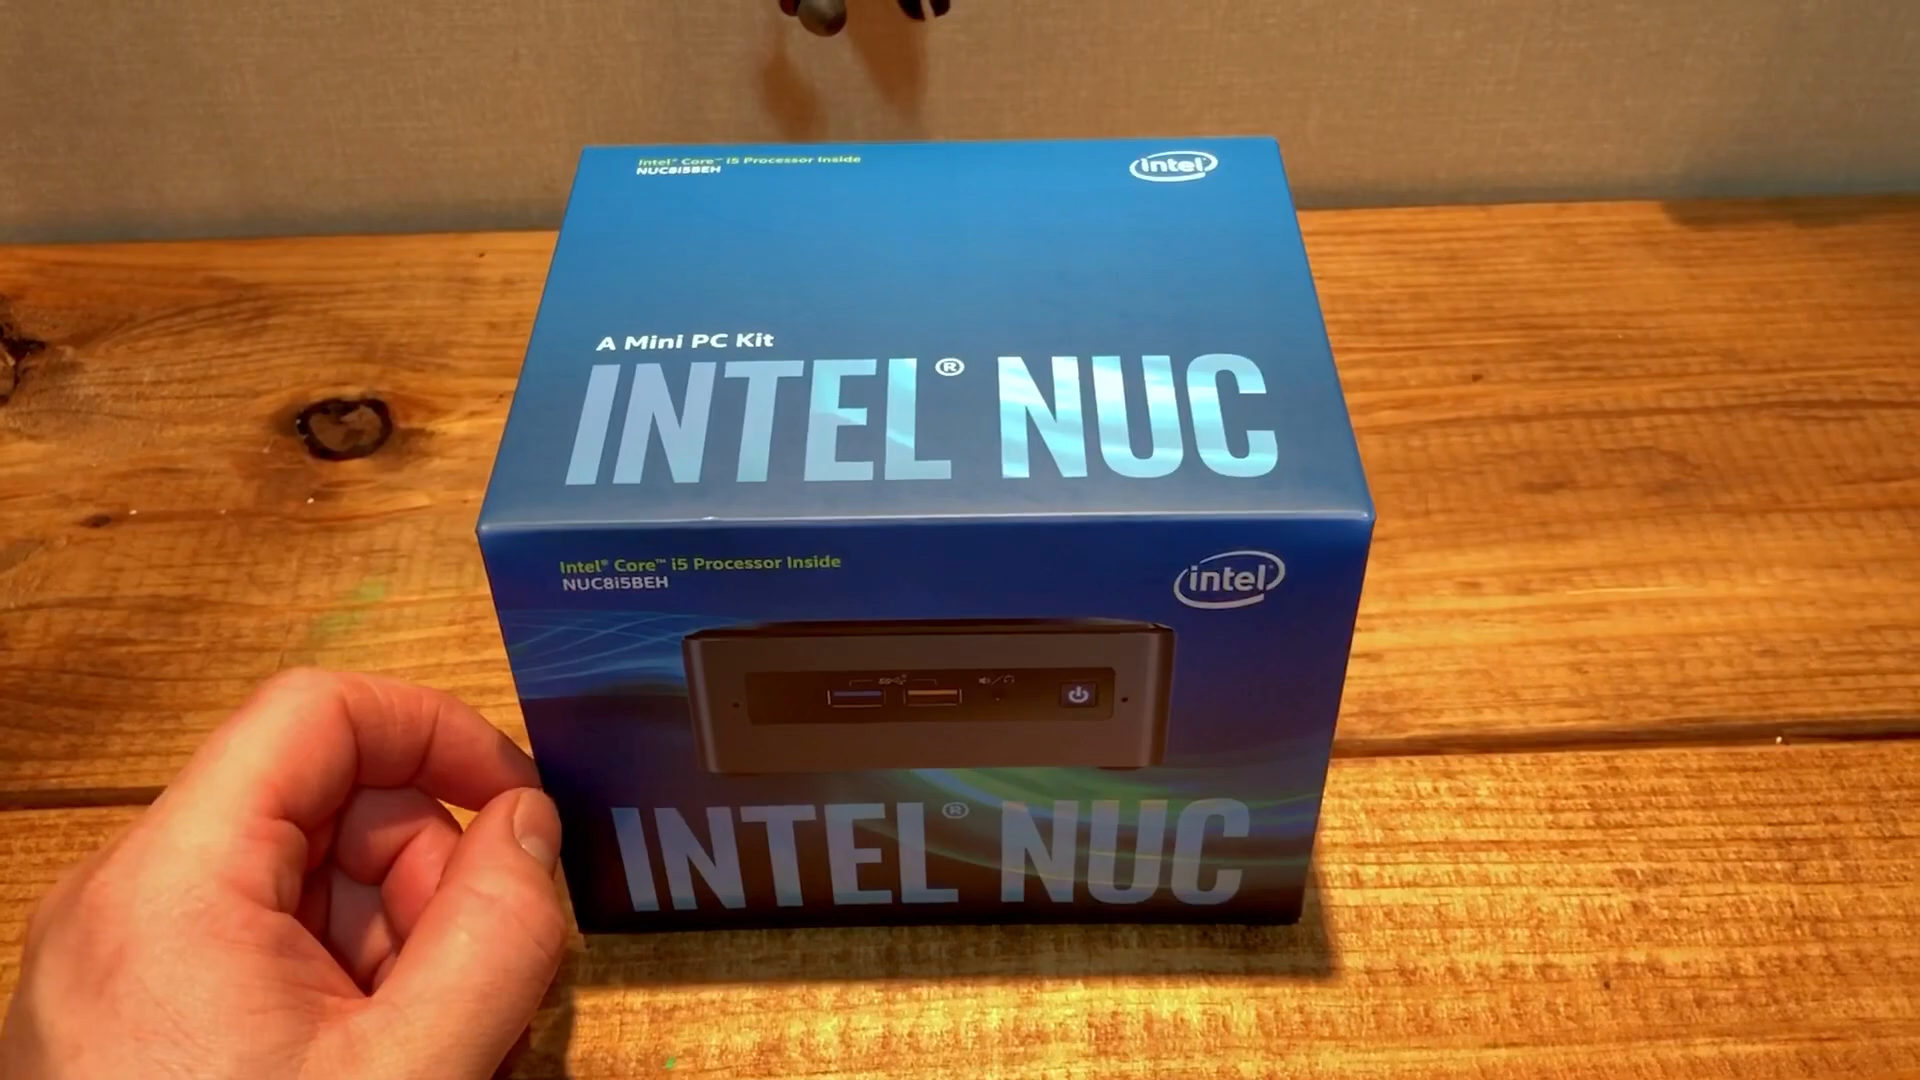 Intel® Core™ i5 Processor Inside
NUC8i5BEH
intel
A Mini PC Kit
INTEL® NUC
Intel® Core™ i5 Processor Inside
NUC8i5BEH
intel
INTEL® NUC